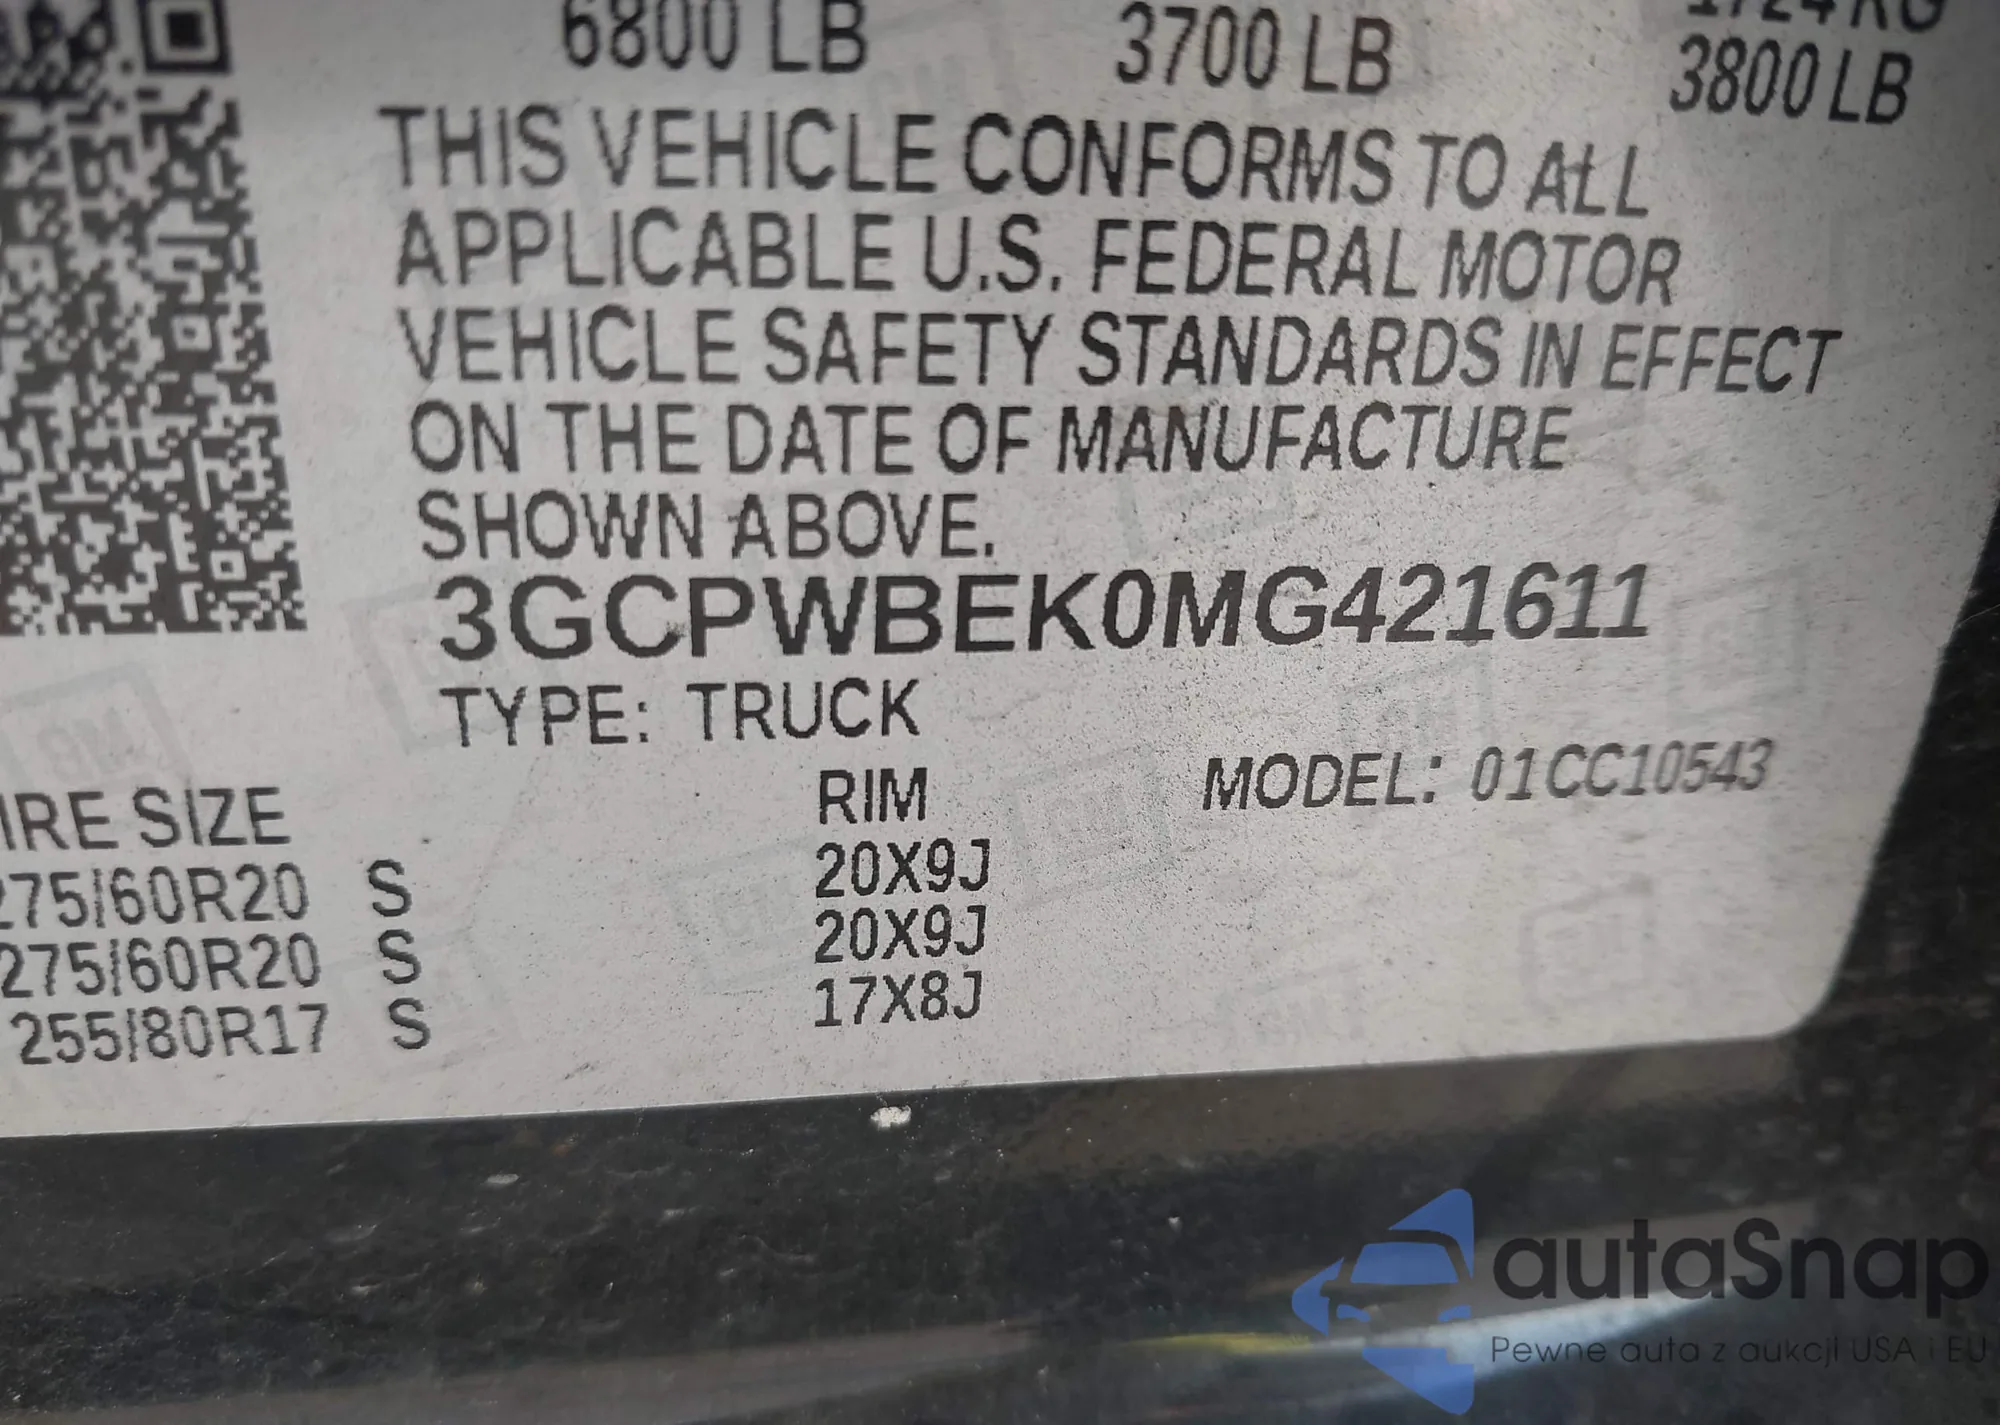 6800 LB 3700 LB 3800 LB
THIS VEHICLE CONFORMS TO ALL
APPLICABLE U.S. FEDERAL MOTOR
VEHICLE SAFETY STANDARDS IN EFFECT
ON THE DATE OF MANUFACTURE
SHOWN ABOVE.
3GCPWBEK0MG421611
TYPE: TRUCK
IRE SIZE RIM MODEL: 01CC10543
275/60R20 S 20X9J
275/60R20 S 20X9J
255/80R17 S 17X8J
autaSnap
Pewne auta z aukcji USA i EU